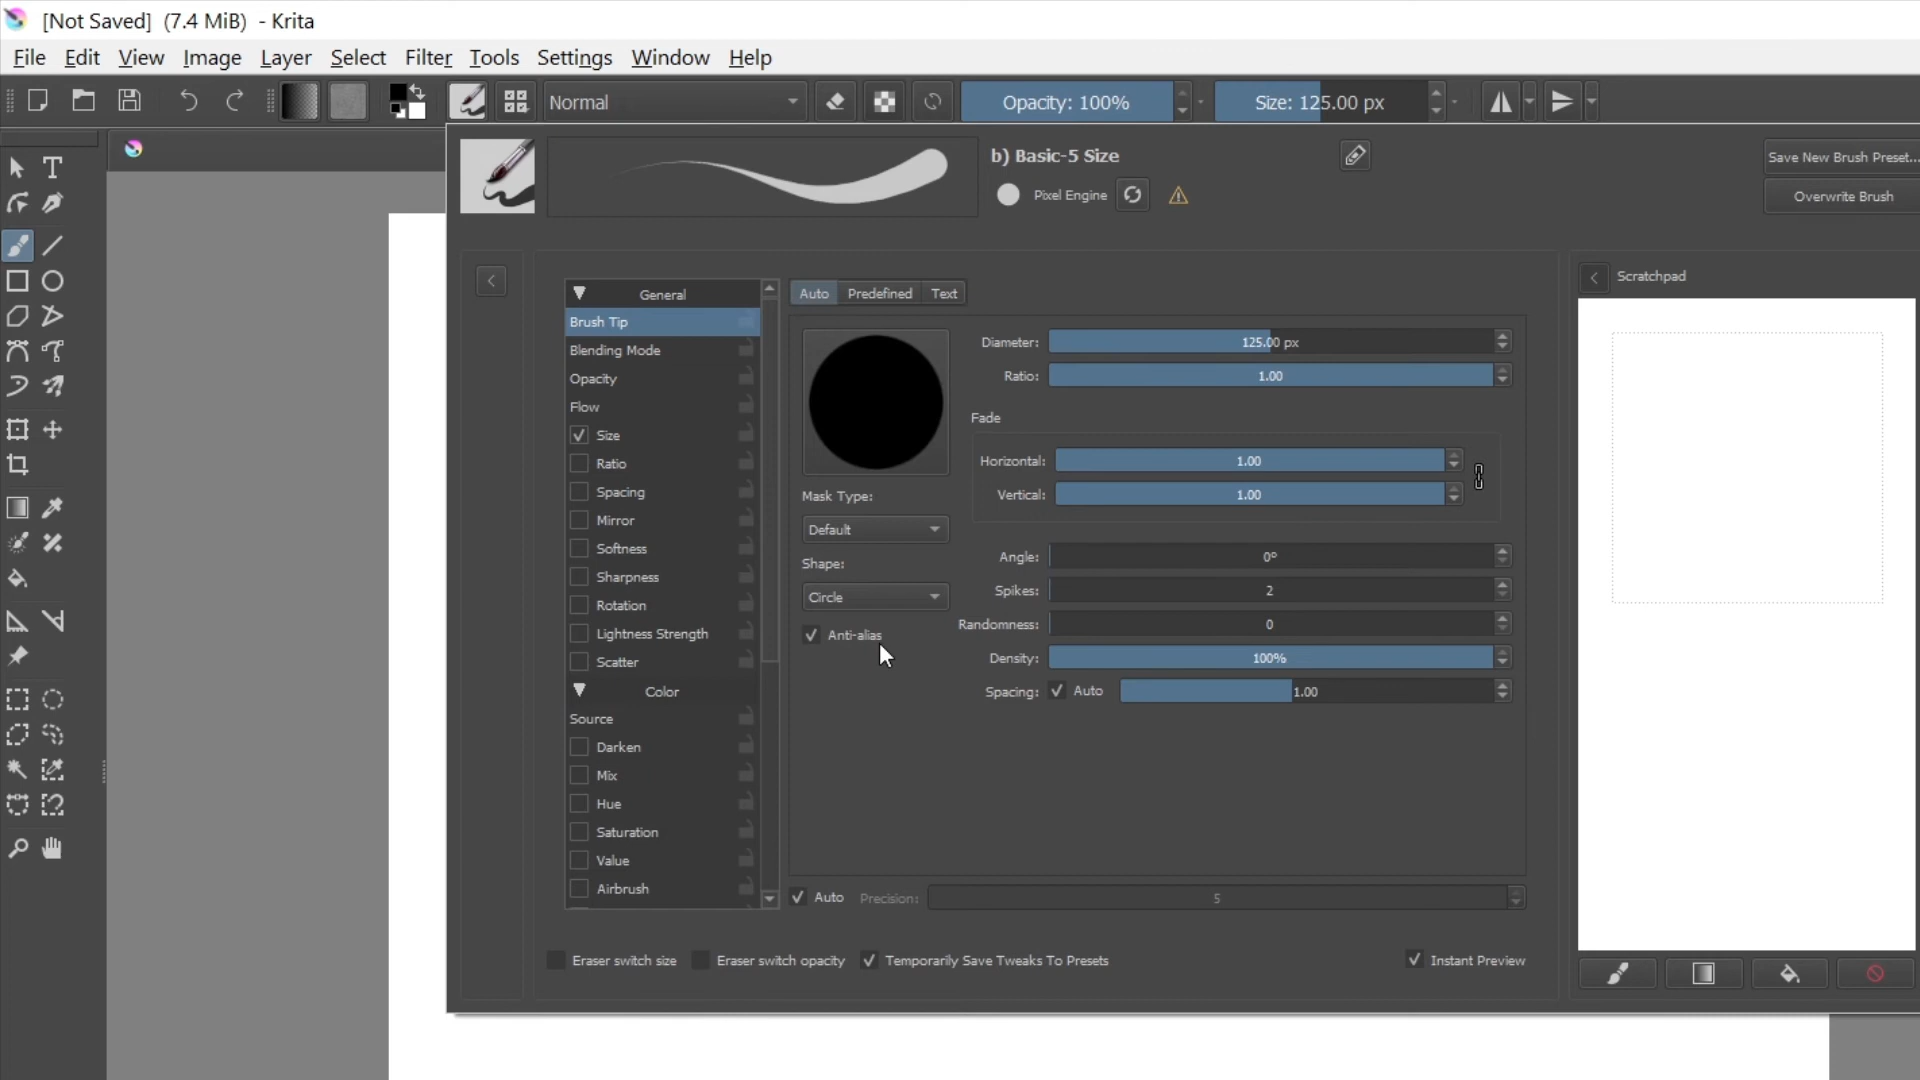 [Not Saved] (7.4 MiB) - Krita
File Edit View Image Layer Select Filter Tools Settings Window Help
Normal Opacity: 100% Size: 125.00 px
b) Basic-5 Size
Save New Brush Preset...
Pixel Engine
Overwrite Brush
Scratchpad
General
Brush Tip
Blending Mode
Opacity
Flow
Size
Ratio
Spacing
Mirror
Softness
Sharpness
Rotation
Lightness Strength
Scatter
Color
Source
Darken
Mix
Hue
Saturation
Value
Airbrush
Auto Predefined Text
Mask Type:
Default
Shape:
Circle
Anti-alias
Diameter: 125.00 px
Ratio: 1.00
Fade
Horizontal: 1.00
Vertical: 1.00
Angle: 0°
Spikes: 2
Randomness: 0
Density: 100%
Spacing: Auto 1.00
Auto Precision: 5
Eraser switch size Eraser switch opacity Temporarily Save Tweaks To Presets Instant Preview